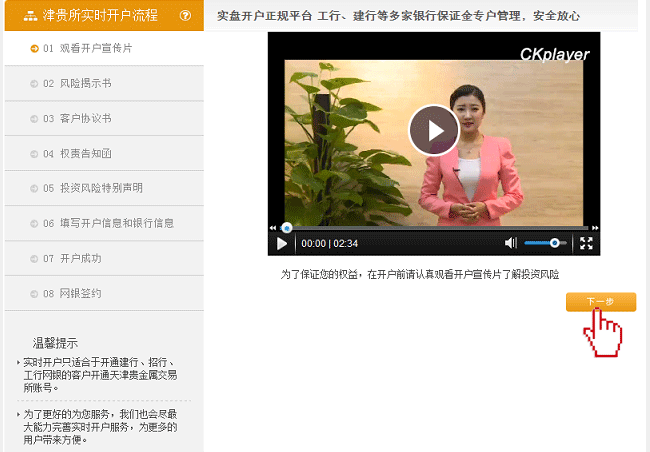 津贵所实时开户流程
?
01 观看开户宣传片
02 风险揭示书
03 客户协议书
04 权责告知函
05 投资风险特别声明
06 填写开户信息和银行信息
07 开户成功
08 网银签约
温馨提示
实时开户只适合于开通建行、招行、
工行网银的客户开通天津贵金属交易
所账号。
为了更好的为您服务，我们也会尽最
大能力完善实时开户服务，为更多的
用户带来方便。
实盘开户正规平台 工行、建行等多家银行保证金专户管理，安全放心
CKplayer
00:00 | 02:34
为了保证您的权益，在开户前请认真观看开户宣传片了解投资风险
下一步